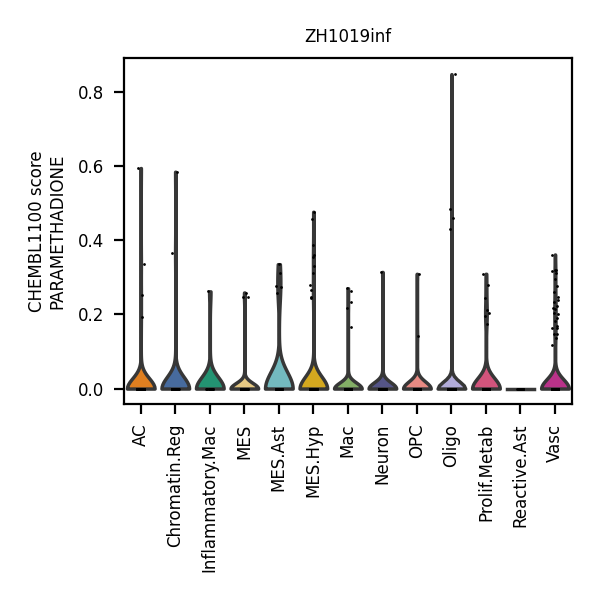 ZH1019inf
CHEMBL1100 score
PARAMETHADIONE
0.8
0.6
0.4
0.2
0.0
AC
Chromatin.Reg
Inflammatory.Mac
MES
MES.Ast
MES.Hyp
Mac
Neuron
OPC
Oligo
Prolif.Metab
Reactive.Ast
Vasc